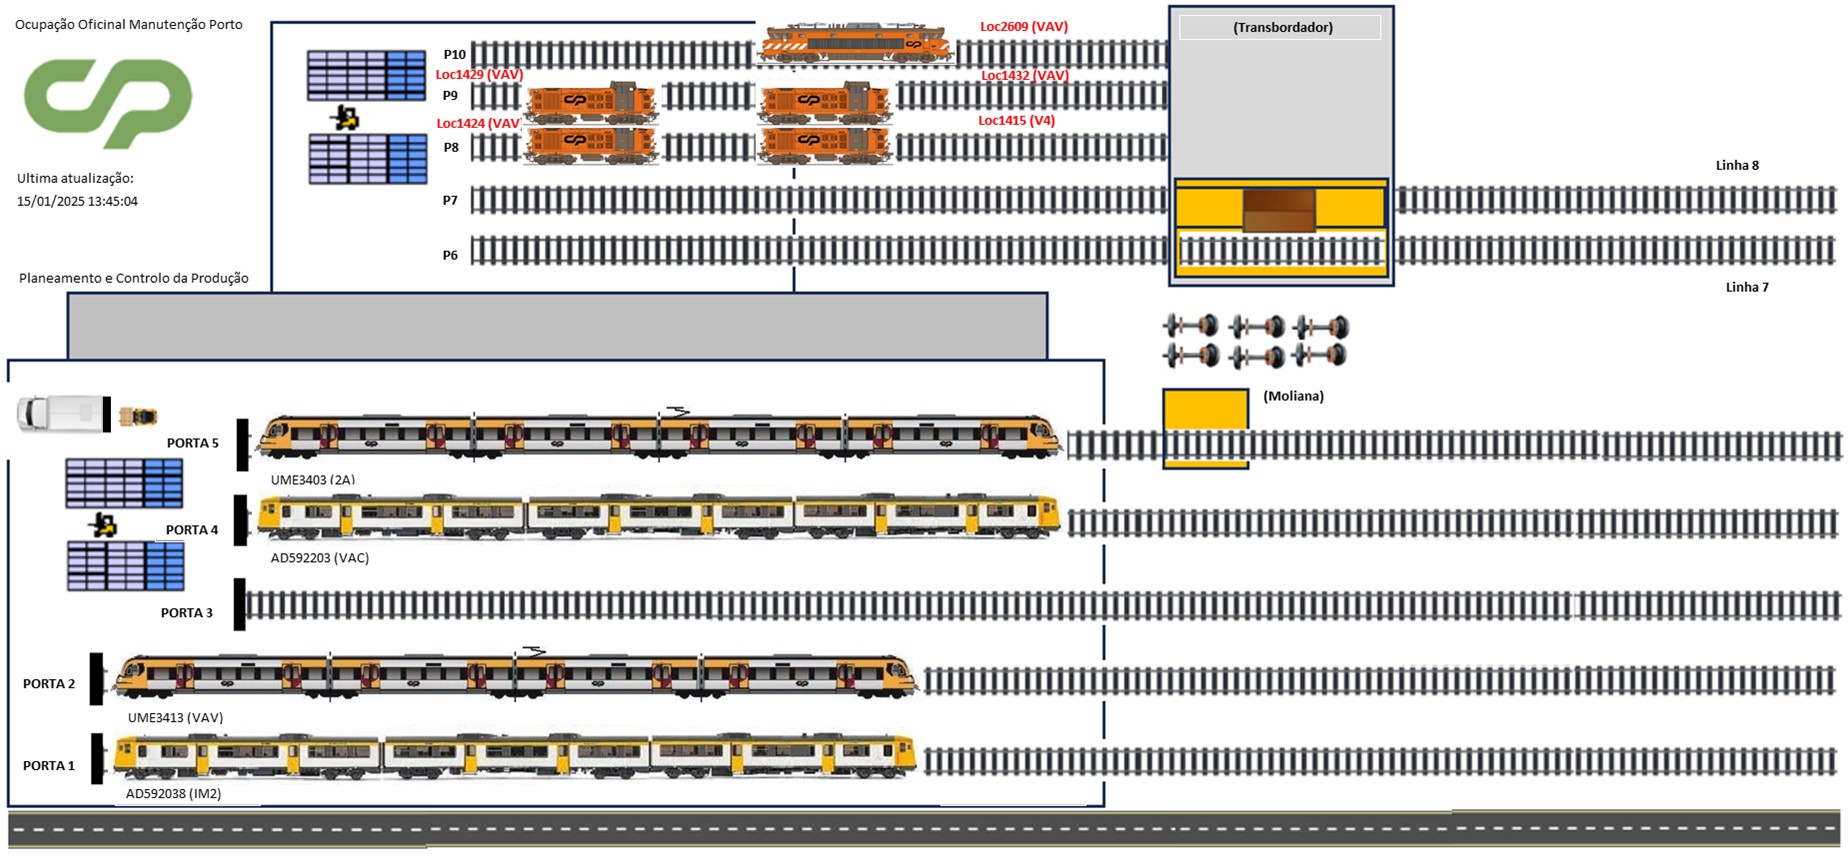 Ocupação Oficinal Manutenção Porto
Ultima atualização:
15/01/2025 13:45:04
Planeamento e Controlo da Produção
P10
Loc2609 (VAV)
(Transbordador)
Loc1429 (VAV)
P9
Loc1432 (VAV)
Loc1424 (VAV)
P8
Loc1415 (V4)
P7
Linha 8
P6
Linha 7
(Moliana)
PORTA 5
UME3403 (2A)
PORTA 4
AD592203 (VAC)
PORTA 3
PORTA 2
UME3413 (VAV)
PORTA 1
AD592038 (IM2)